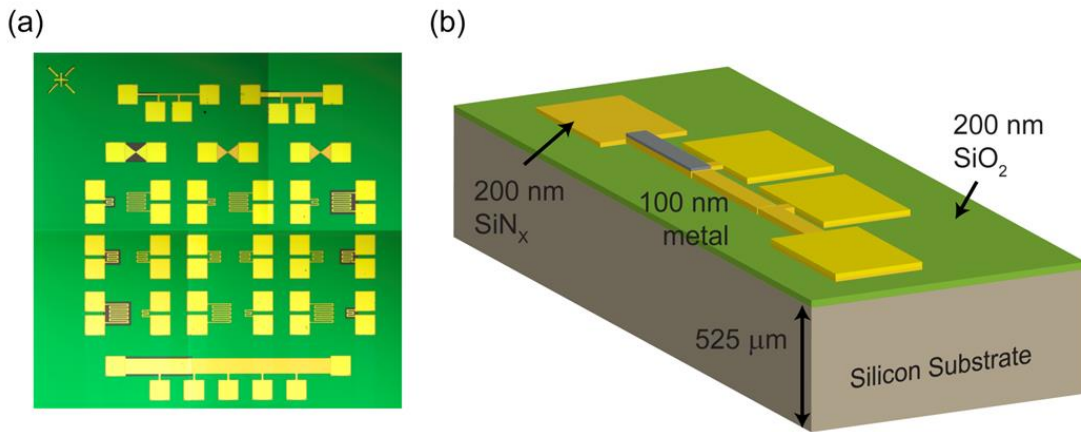 (a)
(b)
200 nm
SiO₂
200 nm
SiNₓ
100 nm
metal
525 μm
Silicon Substrate